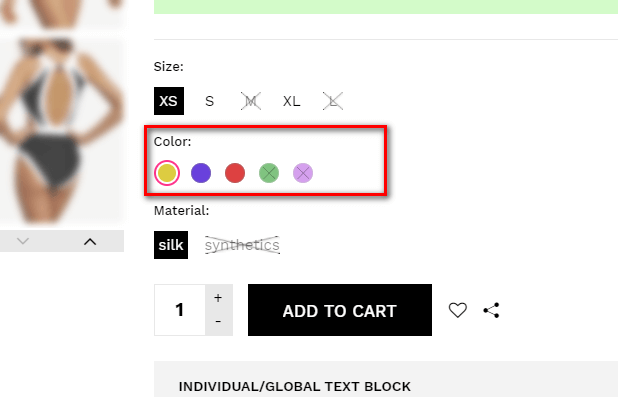 Size:
XS S M XL L
Color:
Material:
silk synthetics
1 + -
ADD TO CART
INDIVIDUAL/GLOBAL TEXT BLOCK